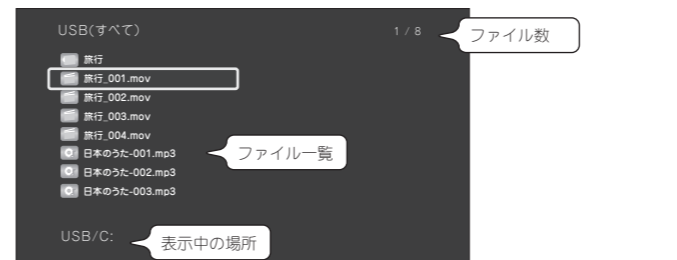 USB(すべて)
1 / 8
ファイル数
旅行
旅行_001.mov
旅行_002.mov
旅行_003.mov
旅行_004.mov
日本のうた-001.mp3
ファイル一覧
日本のうた-002.mp3
日本のうた-003.mp3
USB/C:
表示中の場所